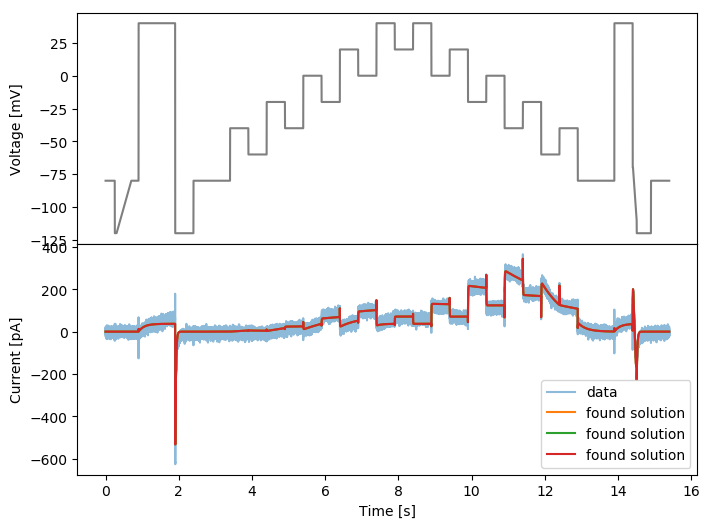 25
0
−25
−50
−75
−100
−125
Voltage [mV]
400
200
0
−200
−400
−600
Current [pA]
data
found solution
found solution
found solution
0 2 4 6 8 10 12 14 16
Time [s]